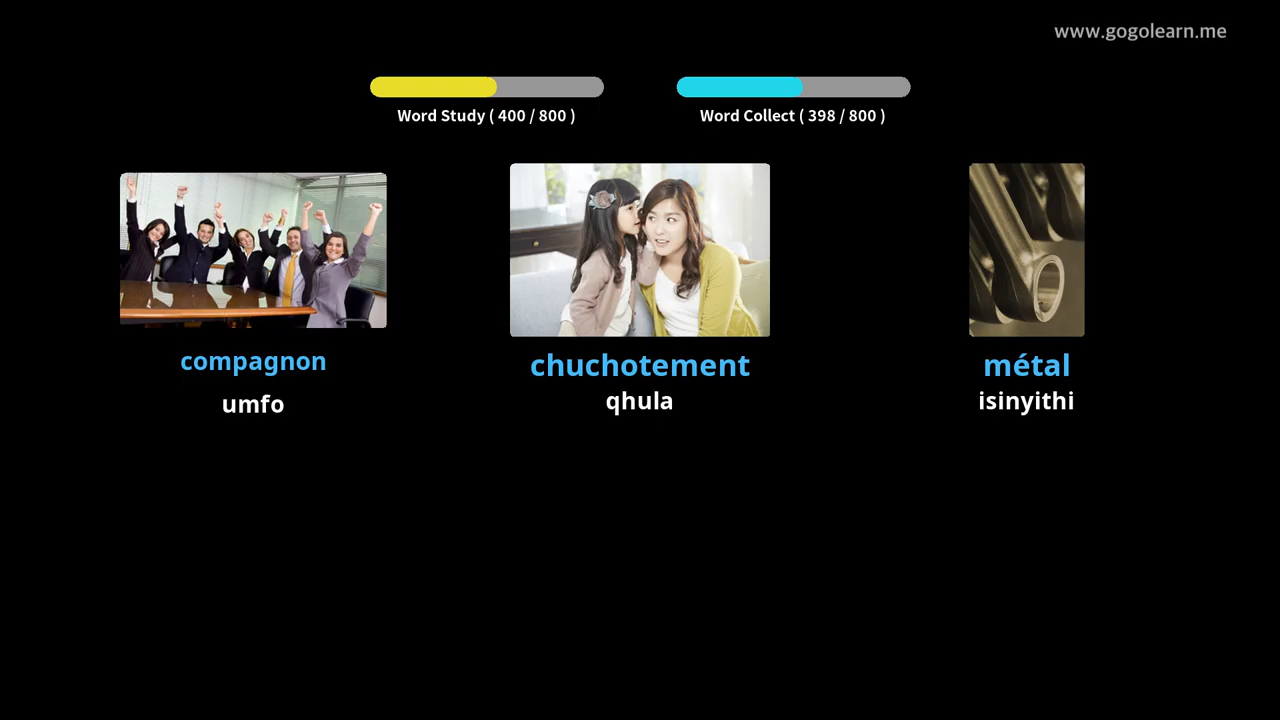 www.gogolearn.me
Word Study ( 400 / 800 )
Word Collect ( 398 / 800 )
compagnon
umfo
chuchotement
qhula
métal
isinyithi